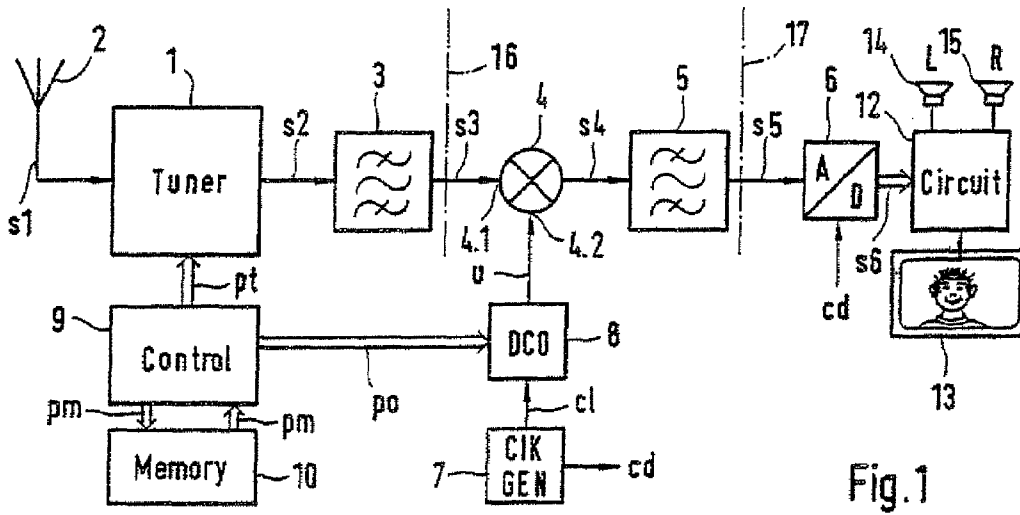 2
1
3
16
4
5
17
6
14
L
15
R
12
s1
Tuner
s2
s3
s4
s5
A
D
Circuit
4.1
4.2
s6
pt
u
cd
9
Control
po
DCO
8
13
pm
pm
cl
Memory
10
7
ClK
GEN
cd
Fig.1